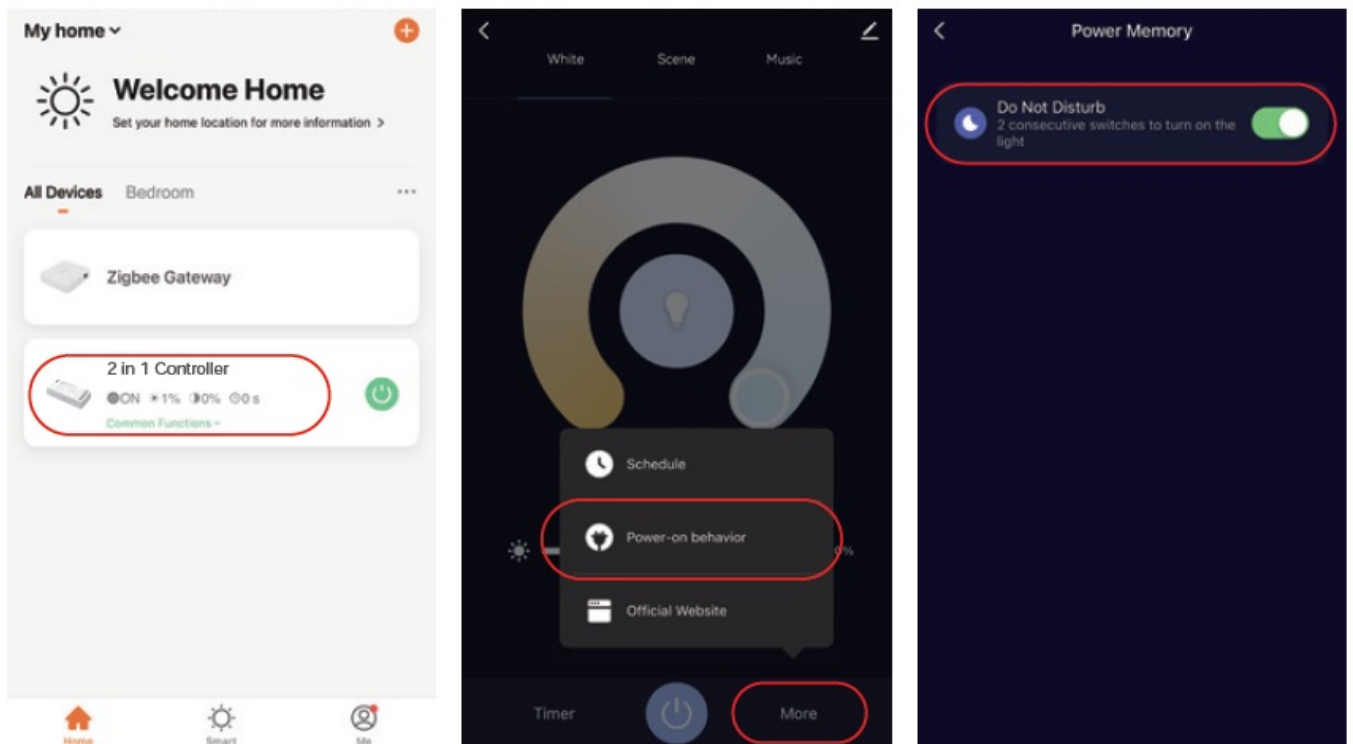 My home
Welcome Home
Set your home location for more information >
All Devices Bedroom
Zigbee Gateway
2 in 1 Controller
ON 1% 0% 0 s
Common Functions
Home Smart Me
White Scene Music
0%
Schedule
Power-on behavior
Official Website
Timer More
Power Memory
Do Not Disturb
2 consecutive switches to turn on the
light